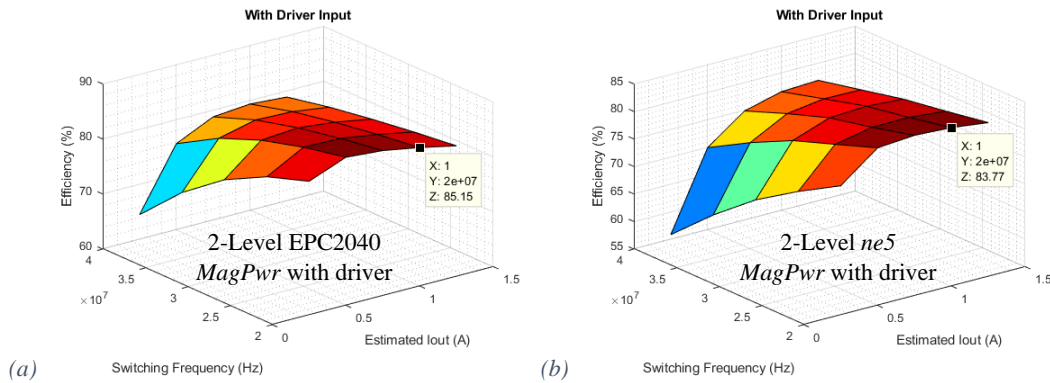 With Driver Input
90
80
70
60
Efficiency (%)
4
3.5
3
2.5
2
× 10^7
Switching Frequency (Hz)
0
0.5
1
1.5
Estimated Iout (A)
X: 1
Y: 2e+07
Z: 85.15
2-Level EPC2040
MagPwr with driver
(a)
With Driver Input
85
80
75
70
65
60
55
Efficiency (%)
4
3.5
3
2.5
2
× 10^7
Switching Frequency (Hz)
0
0.5
1
1.5
Estimated Iout (A)
X: 1
Y: 2e+07
Z: 83.77
2-Level ne5
MagPwr with driver
(b)